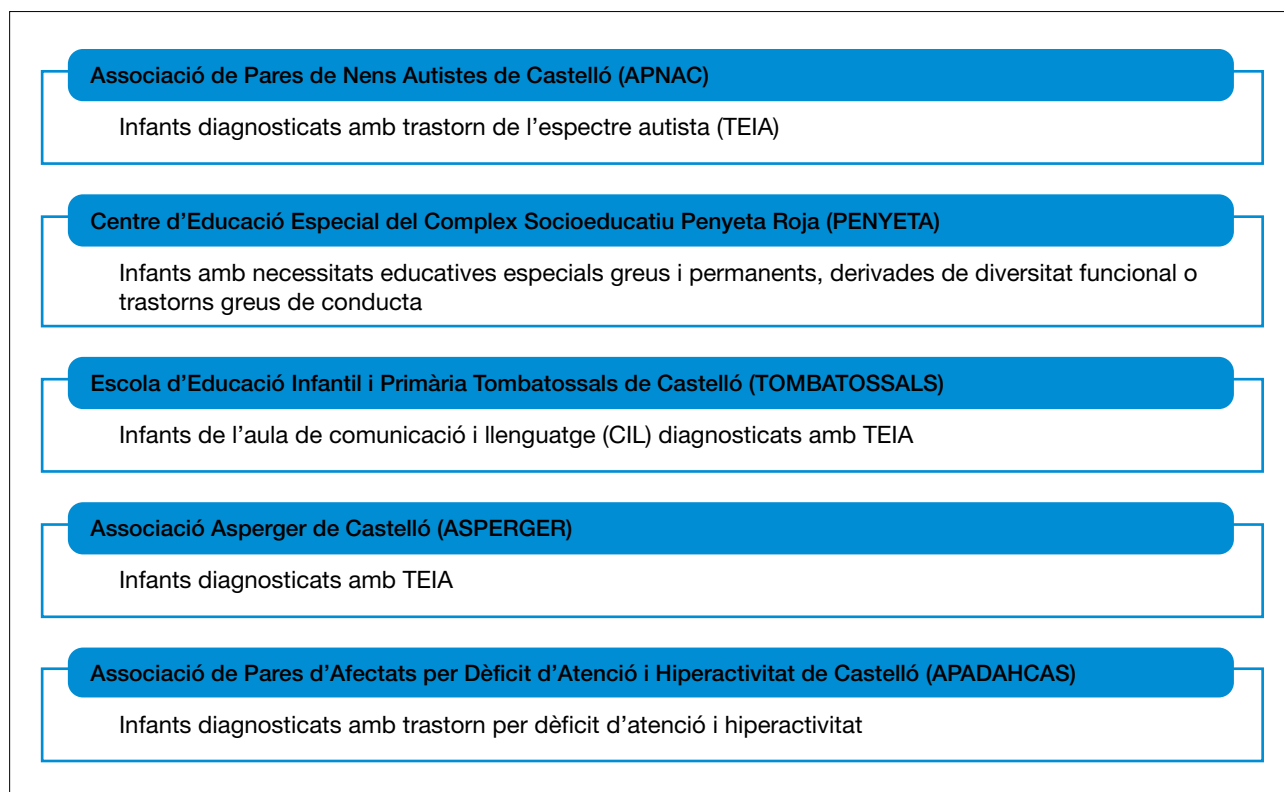 Associació de Pares de Nens Autistes de Castelló (APNAC)
Infants diagnosticats amb trastorn de l’espectre autista (TEIA)
Centre d’Educació Especial del Complex Socioeducatiu Penyeta Roja (PENYETA)
Infants amb necessitats educatives especials greus i permanents, derivades de diversitat funcional o
trastorns greus de conducta
Escola d’Educació Infantil i Primària Tombatossals de Castelló (TOMBATOSSALS)
Infants de l’aula de comunicació i llenguatge (CIL) diagnosticats amb TEIA
Associació Asperger de Castelló (ASPERGER)
Infants diagnosticats amb TEIA
Associació de Pares d’Afectats per Dèficit d’Atenció i Hiperactivitat de Castelló (APADAHCAS)
Infants diagnosticats amb trastorn per dèficit d’atenció i hiperactivitat